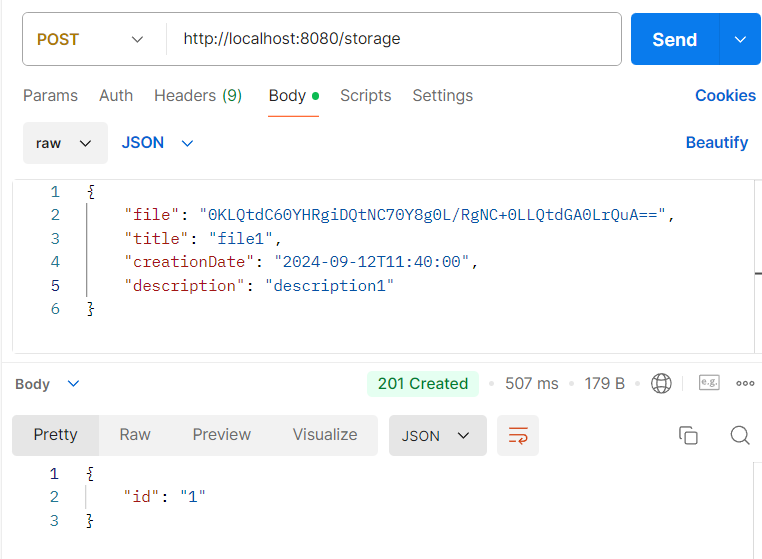 POST http://localhost:8080/storage Send
Params Auth Headers (9) Body Scripts Settings Cookies
raw JSON Beautify
1 {
2 "file": "0KLQtdC60YHRgiDQtNC70Y8g0L/RgNC+0LLQtdGA0LrQuA==",
3 "title": "file1",
4 "creationDate": "2024-09-12T11:40:00",
5 "description": "description1"
6 }
Body 201 Created 507 ms 179 B e.g.
Pretty Raw Preview Visualize JSON
1 {
2 "id": "1"
3 }